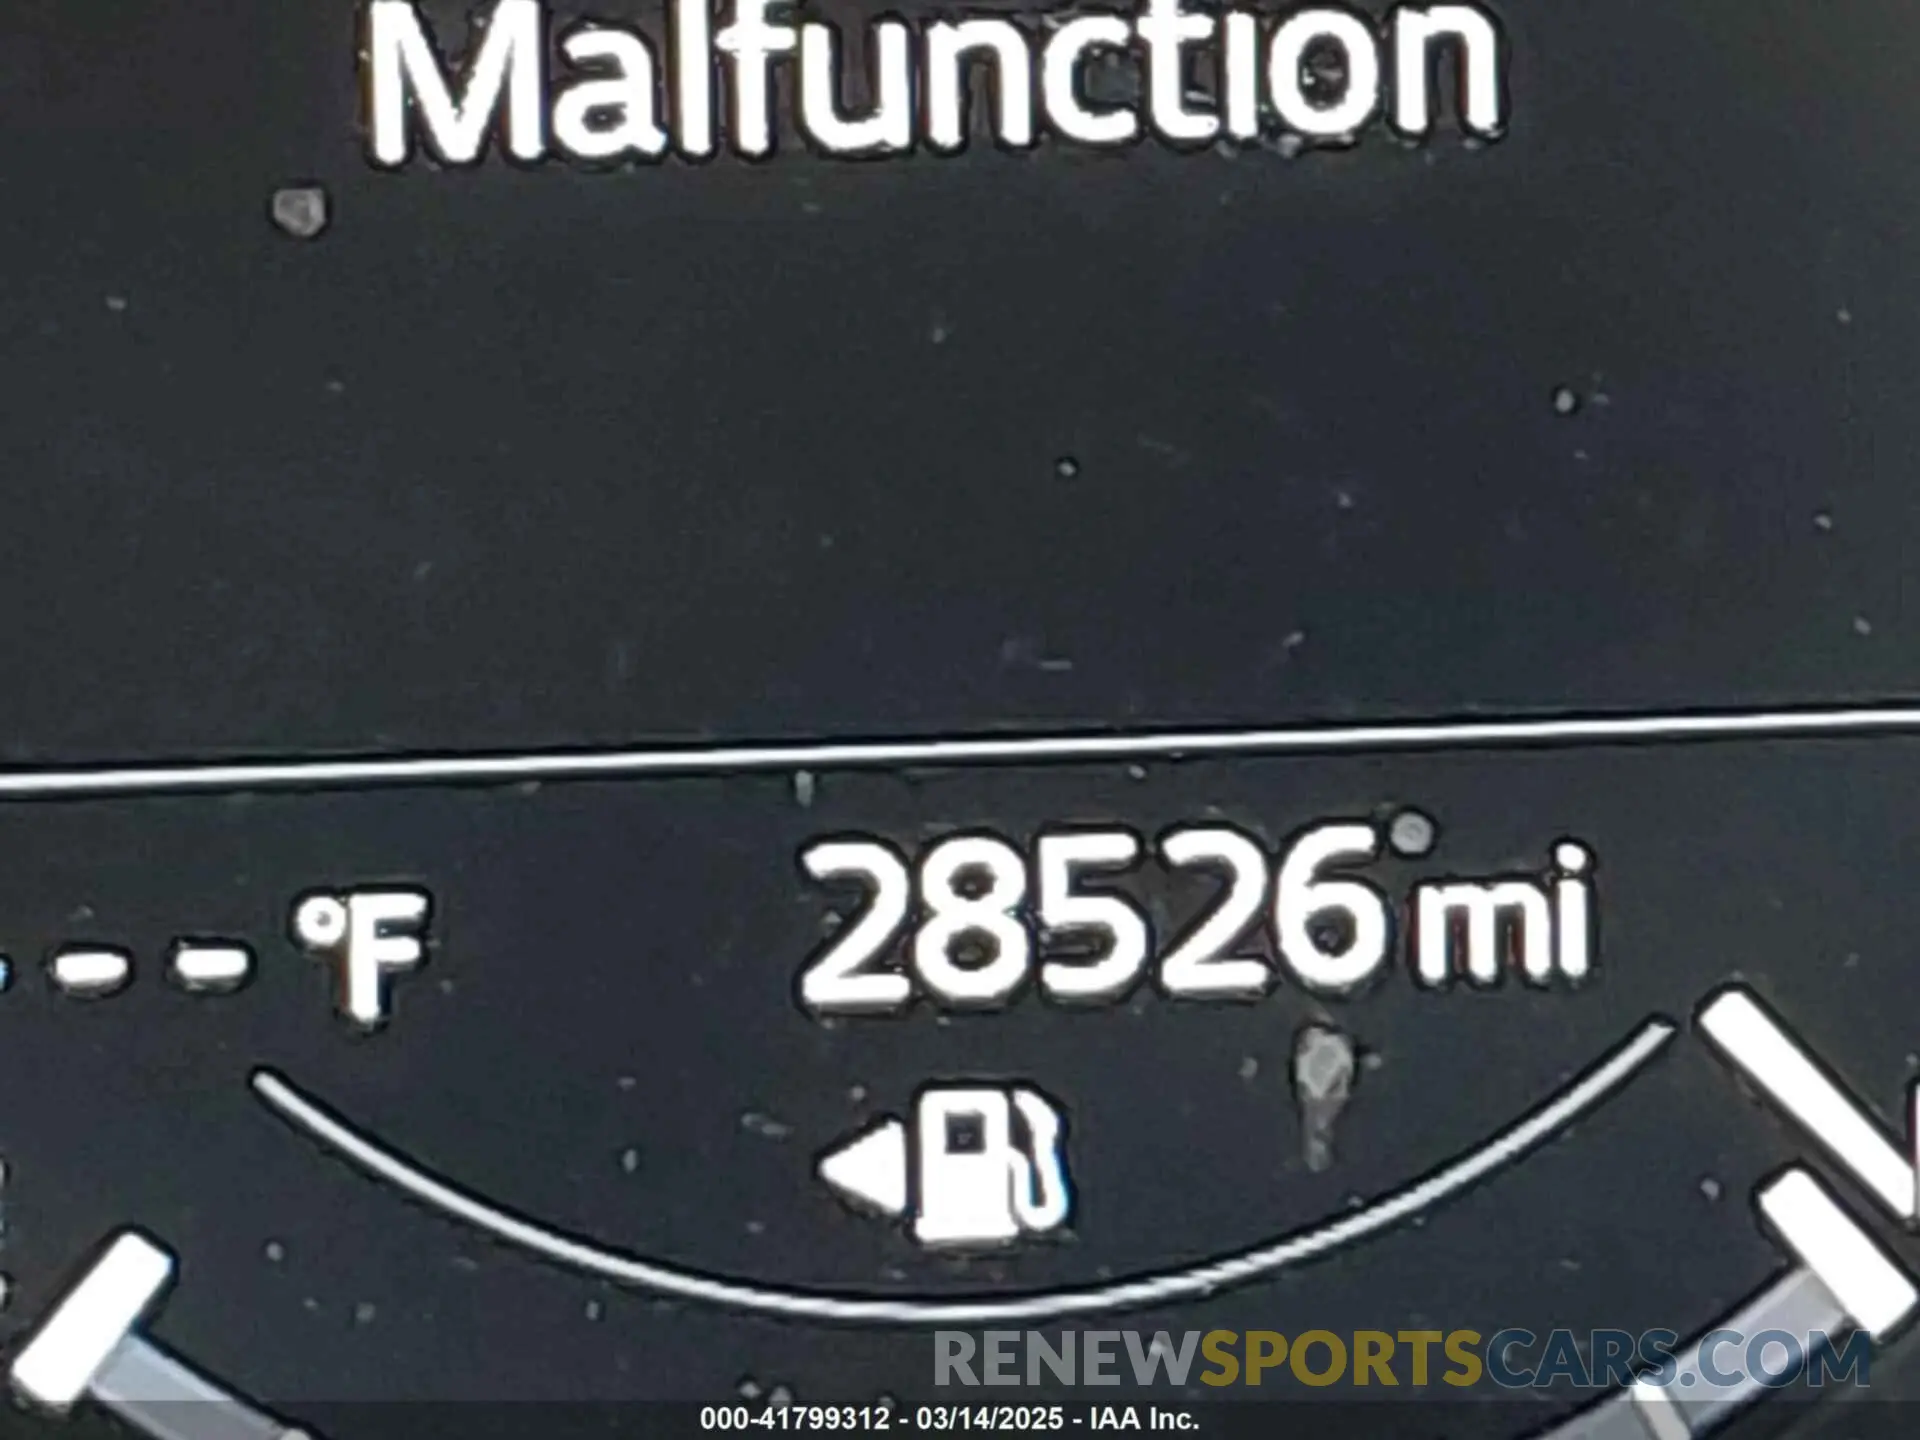 Malfunction
-- °F
28526 mi
RENEWSPORTSCARS.COM
000-41799312 - 03/14/2025 - IAA Inc.